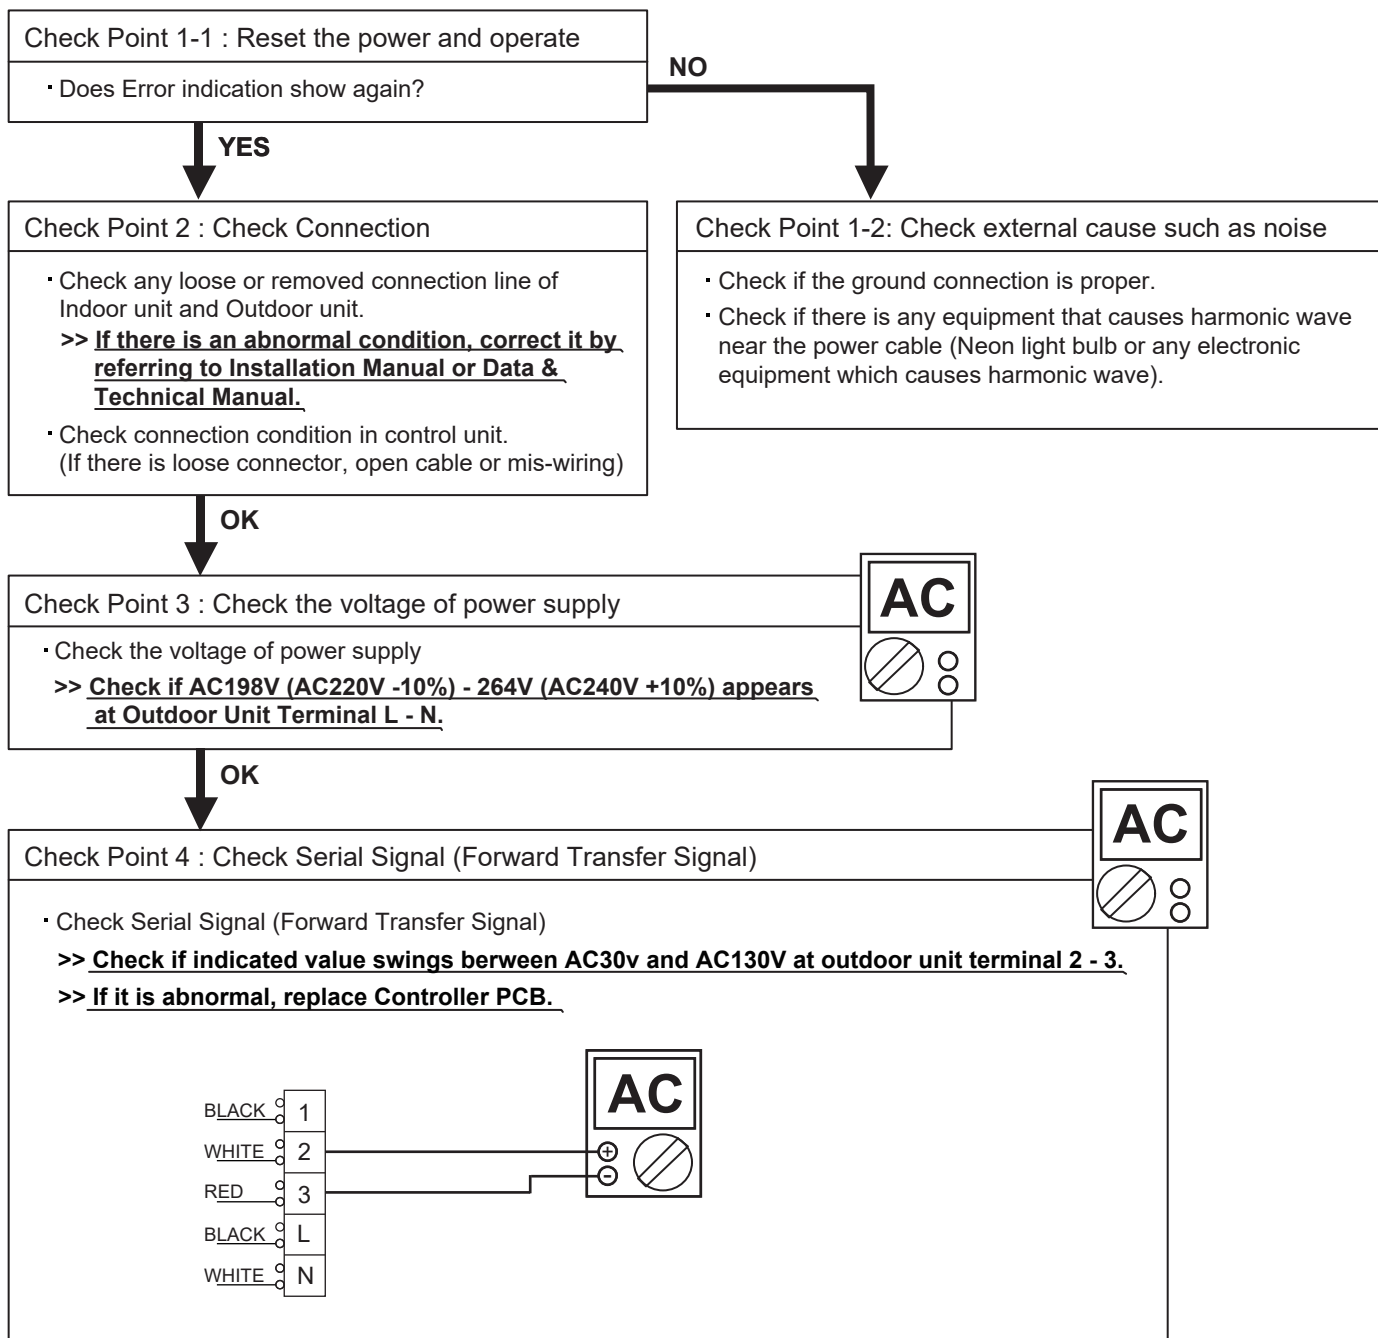 Check Point 1-1 : Reset the power and operate
· Does Error indication show again?
NO
YES
Check Point 2 : Check Connection
· Check any loose or removed connection line of
Indoor unit and Outdoor unit.
>> If there is an abnormal condition, correct it by
referring to Installation Manual or Data &
Technical Manual.
· Check connection condition in control unit.
(If there is loose connector, open cable or mis-wiring)
Check Point 1-2: Check external cause such as noise
· Check if the ground connection is proper.
· Check if there is any equipment that causes harmonic wave
near the power cable (Neon light bulb or any electronic
equipment which causes harmonic wave).
OK
Check Point 3 : Check the voltage of power supply
AC
· Check the voltage of power supply
>> Check if AC198V (AC220V -10%) - 264V (AC240V +10%) appears
at Outdoor Unit Terminal L - N.
OK
Check Point 4 : Check Serial Signal (Forward Transfer Signal)
AC
· Check Serial Signal (Forward Transfer Signal)
>> Check if indicated value swings berween AC30v and AC130V at outdoor unit terminal 2 - 3.
>> If it is abnormal, replace Controller PCB.
AC
BLACK 1
WHITE 2 +
RED 3 -
BLACK L
WHITE N